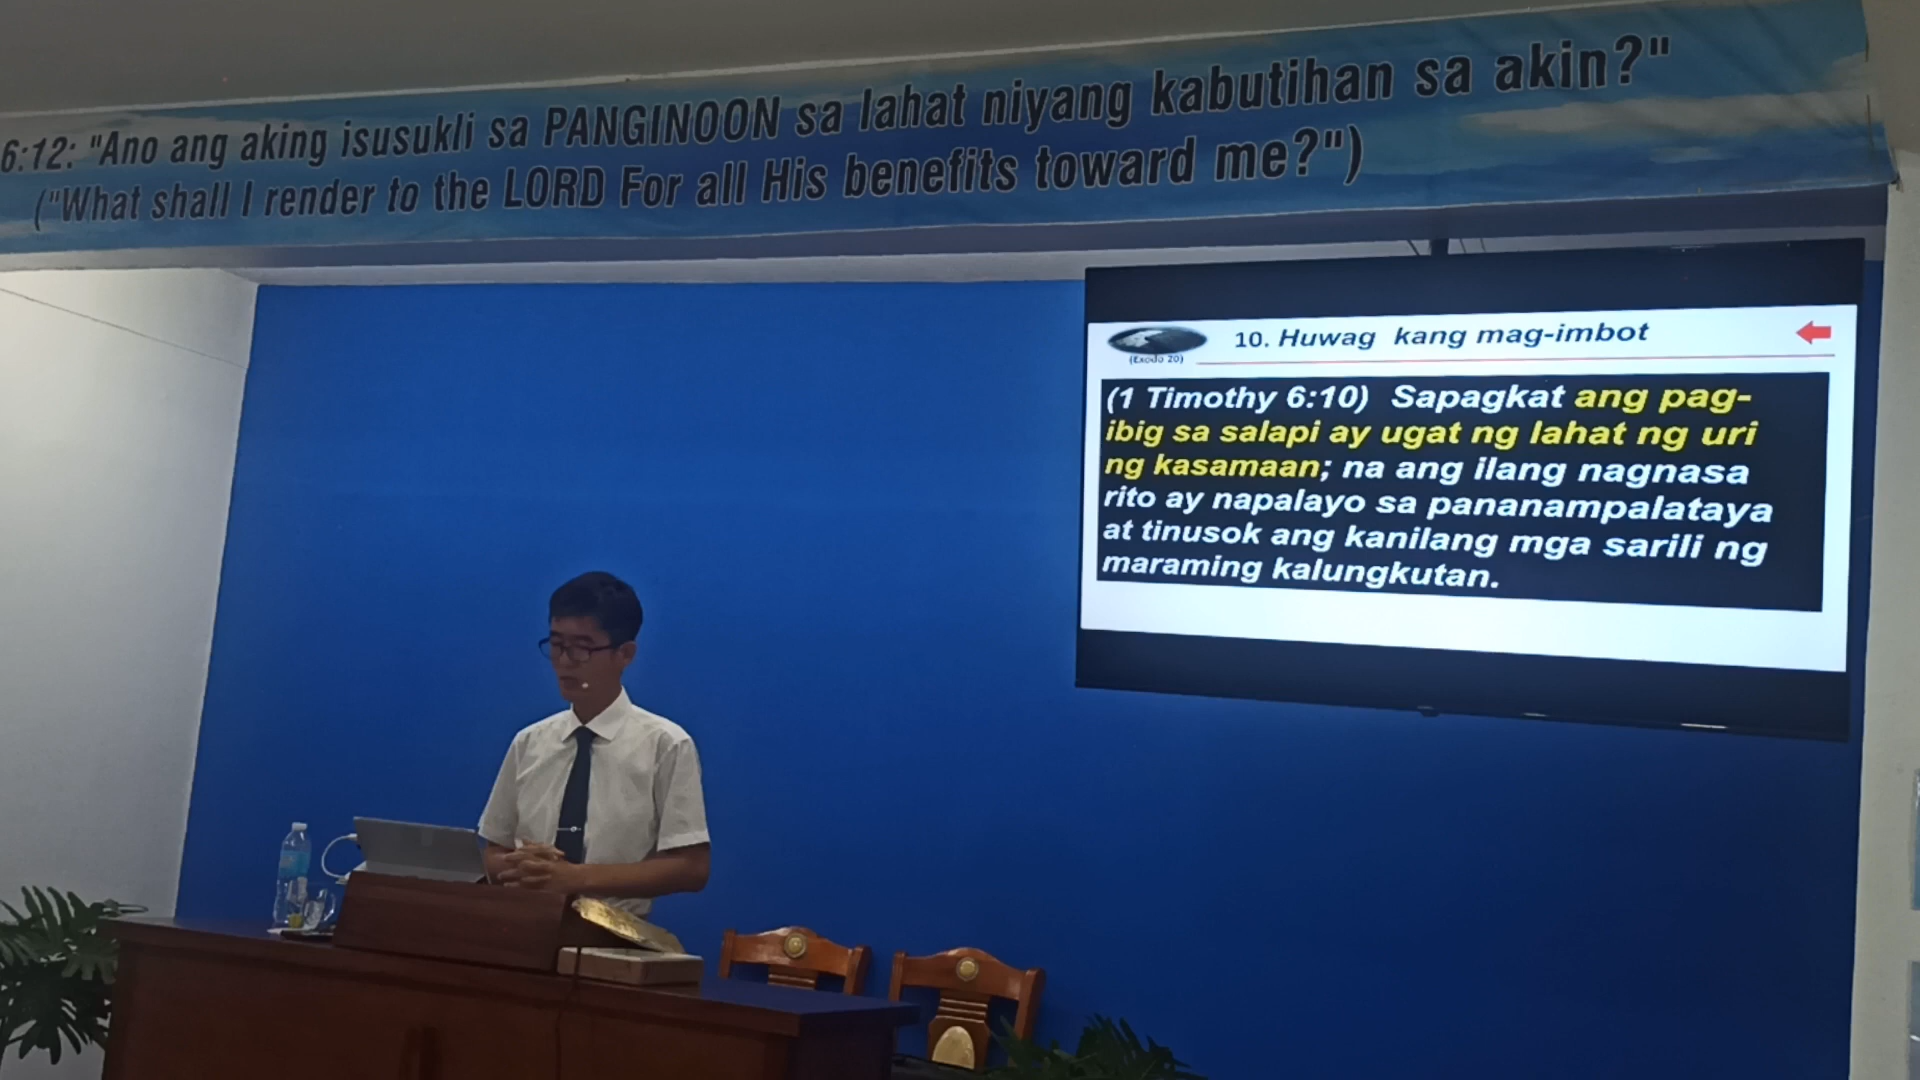 6:12: "Ano ang aking isusukli sa PANGINOON sa lahat niyang kabutihan sa akin?"
("What shall I render to the LORD For all His benefits toward me?")
10. Huwag kang mag-imbot
(Exodo 20)
(1 Timothy 6:10) Sapagkat ang pag-
ibig sa salapi ay ugat ng lahat ng uri
ng kasamaan; na ang ilang nagnasa
rito ay napalayo sa pananampalataya
at tinusok ang kanilang mga sarili ng
maraming kalungkutan.